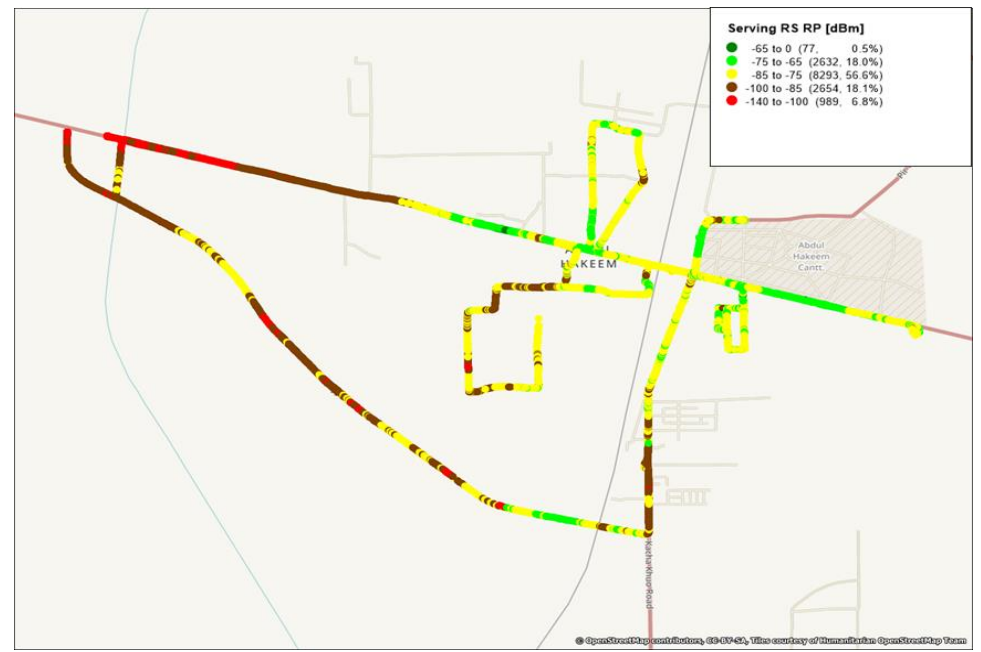 Serving RS RP [dBm]
-65 to 0 (77, 0.5%)
-75 to -65 (2632, 18.0%)
-85 to -75 (8293, 56.6%)
-100 to -85 (2654, 18.1%)
-140 to -100 (989, 6.8%)
Abdul
Hakeem
Cantt.
HAKEEM
Kacha Khuo Road
© OpenStreetMap contributors, CC-BY-SA, Tiles courtesy of Humanitarian OpenStreetMap Team